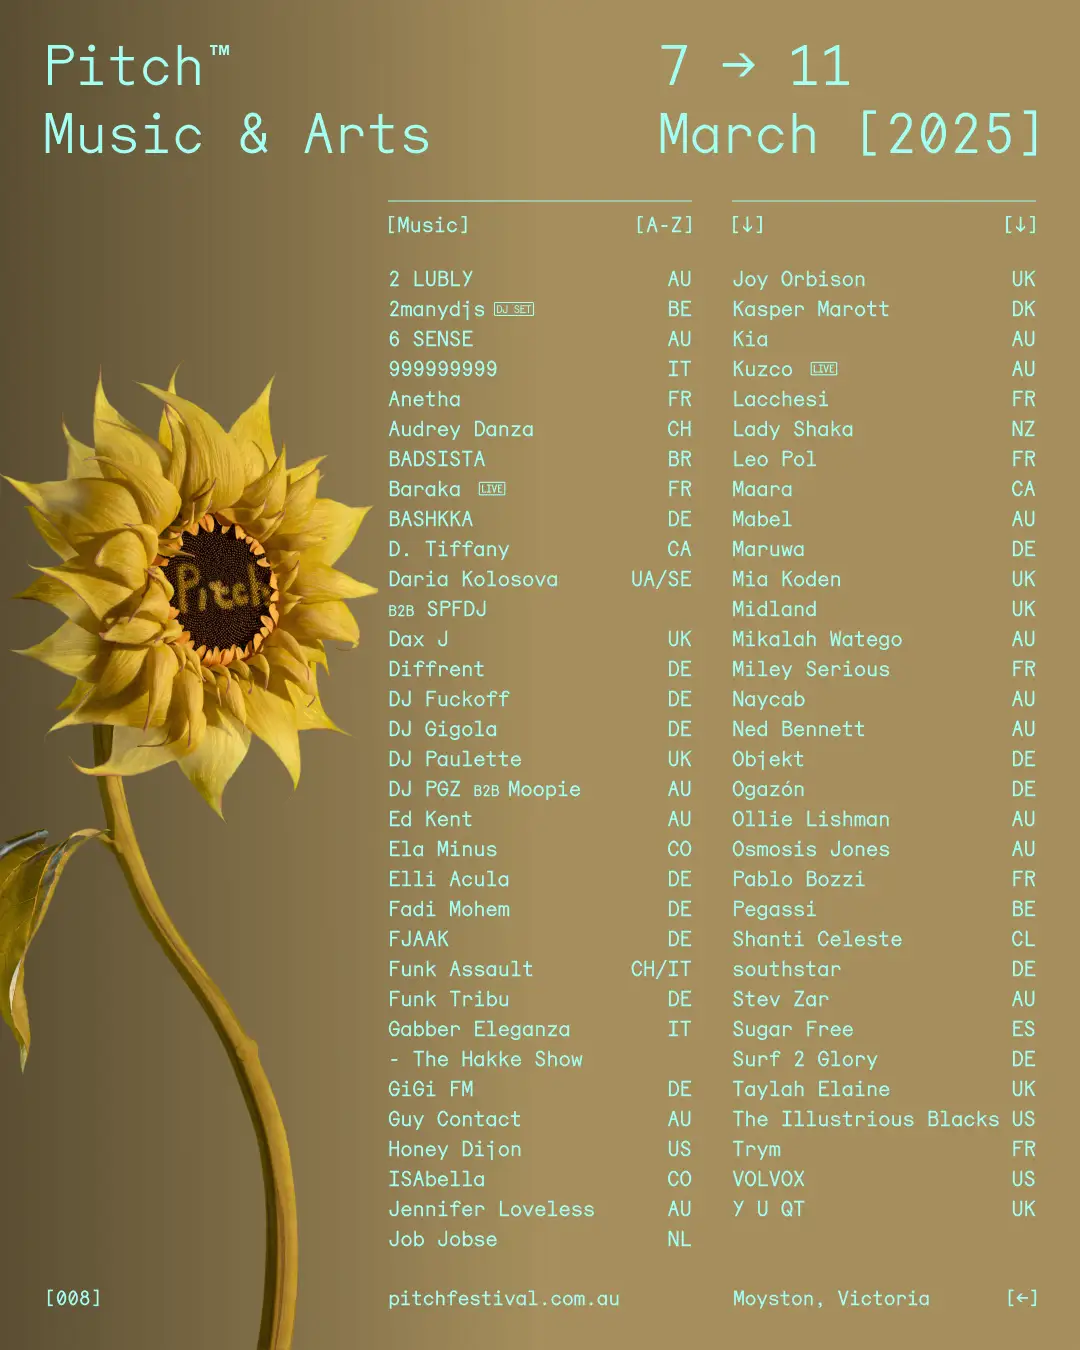 Pitch™
Music & Arts
7 → 11
March [2025]
[Music] [A-Z]
2 LUBLY AU
2manydjs DJ SET BE
6 SENSE AU
999999999 IT
Anetha FR
Audrey Danza CH
BADSISTA BR
Baraka LIVE FR
BASHKKA DE
D. Tiffany CA
Daria Kolosova UA/SE
B2B SPFDJ
Dax J UK
Diffrent DE
DJ Fuckoff DE
DJ Gigola DE
DJ Paulette UK
DJ PGZ B2B Moopie AU
Ed Kent AU
Ela Minus CO
Elli Acula DE
Fadi Mohem DE
FJAAK DE
Funk Assault CH/IT
Funk Tribu DE
Gabber Eleganza IT
- The Hakke Show
GiGi FM DE
Guy Contact AU
Honey Dijon US
ISAbella CO
Jennifer Loveless AU
Job Jobse NL
[↓] [↓]
Joy Orbison UK
Kasper Marott DK
Kia AU
Kuzco LIVE AU
Lacchesi FR
Lady Shaka NZ
Leo Pol FR
Maara CA
Mabel AU
Maruwa DE
Mia Koden UK
Midland UK
Mikalah Watego AU
Miley Serious FR
Naycab AU
Ned Bennett AU
Objekt DE
Ogazón DE
Ollie Lishman AU
Osmosis Jones AU
Pablo Bozzi FR
Pegassi BE
Shanti Celeste CL
southstar DE
Stev Zar AU
Sugar Free ES
Surf 2 Glory DE
Taylah Elaine UK
The Illustrious Blacks US
Trym FR
VOLVOX US
Y U QT UK
Pitch
[008]
pitchfestival.com.au
Moyston, Victoria [←]